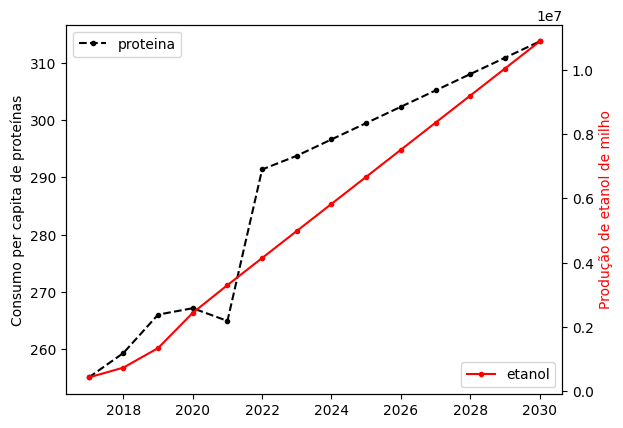 1e7
proteina
Consumo per capita de proteínas
310
300
290
280
270
260
1.0
0.8
0.6
0.4
0.2
0.0
Produção de etanol de milho
etanol
2018 2020 2022 2024 2026 2028 2030